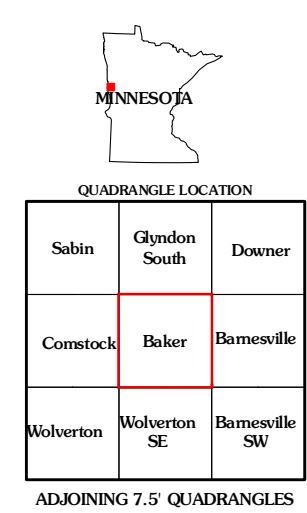 MINNESOTA
QUADRANGLE LOCATION
Sabin
Glyndon
South
Downer
Comstock
Baker
Barnesville
Wolverton
Wolverton
SE
Barnesville
SW
ADJOINING 7.5' QUADRANGLES